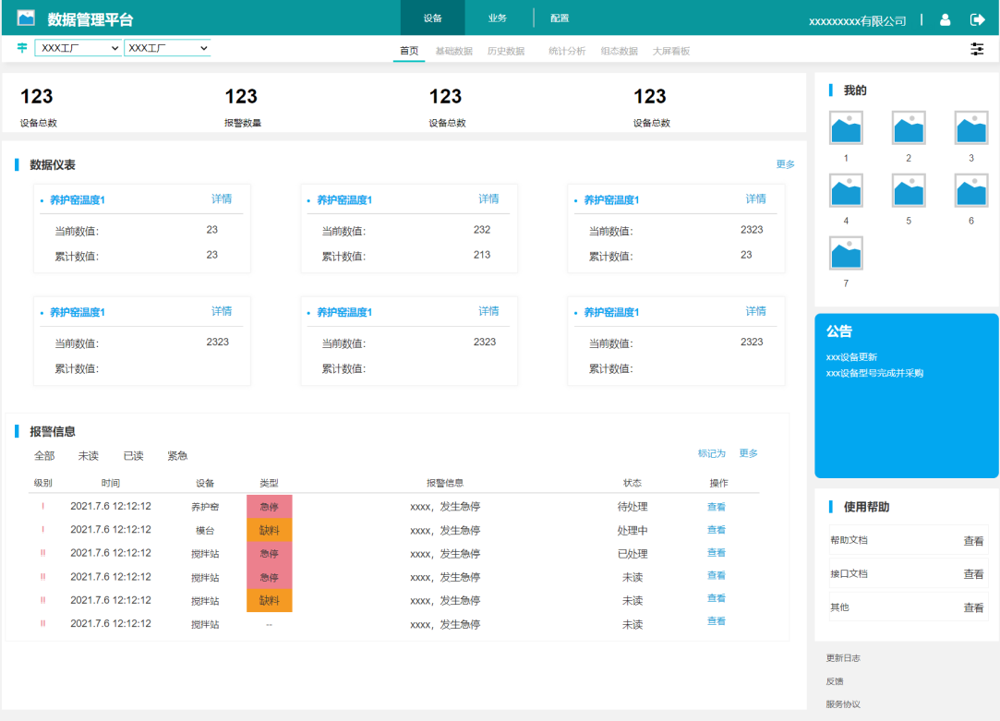 数据管理平台 设备 业务 配置 xxxxxxxxx有限公司
XXX工厂 XXX工厂 首页 基础数据 历史数据 统计分析 组态数据 大屏看板
123 123 123 123
设备总数 报警数量 设备总数 设备总数
数据仪表 更多
养护窑温度1 详情 养护窑温度1 详情 养护窑温度1 详情
当前数值: 23 当前数值: 232 当前数值: 2323
累计数值: 23 累计数值: 213 累计数值: 23
养护窑温度1 详情 养护窑温度1 详情 养护窑温度1 详情
当前数值: 2323 当前数值: 2323 当前数值: 2323
累计数值: 累计数值: 累计数值:
报警信息
全部 未读 已读 紧急 标记为 更多
级别 时间 设备 类型 报警信息 状态 操作
! 2021.7.6 12:12:12 养护窑 急停 xxxx，发生急停 待处理 查看
! 2021.7.6 12:12:12 模台 缺料 xxxx，发生急停 处理中 查看
!! 2021.7.6 12:12:12 搅拌站 急停 xxxx，发生急停 已处理 查看
!! 2021.7.6 12:12:12 搅拌站 急停 xxxx，发生急停 未读 查看
!! 2021.7.6 12:12:12 搅拌站 缺料 xxxx，发生急停 未读 查看
!! 2021.7.6 12:12:12 搅拌站 -- xxxx，发生急停 未读 查看
我的
1 2 3
4 5 6
7
公告
xxx设备更新
xxx设备型号完成并采购
使用帮助
帮助文档 查看
接口文档 查看
其他 查看
更新日志
反馈
服务协议